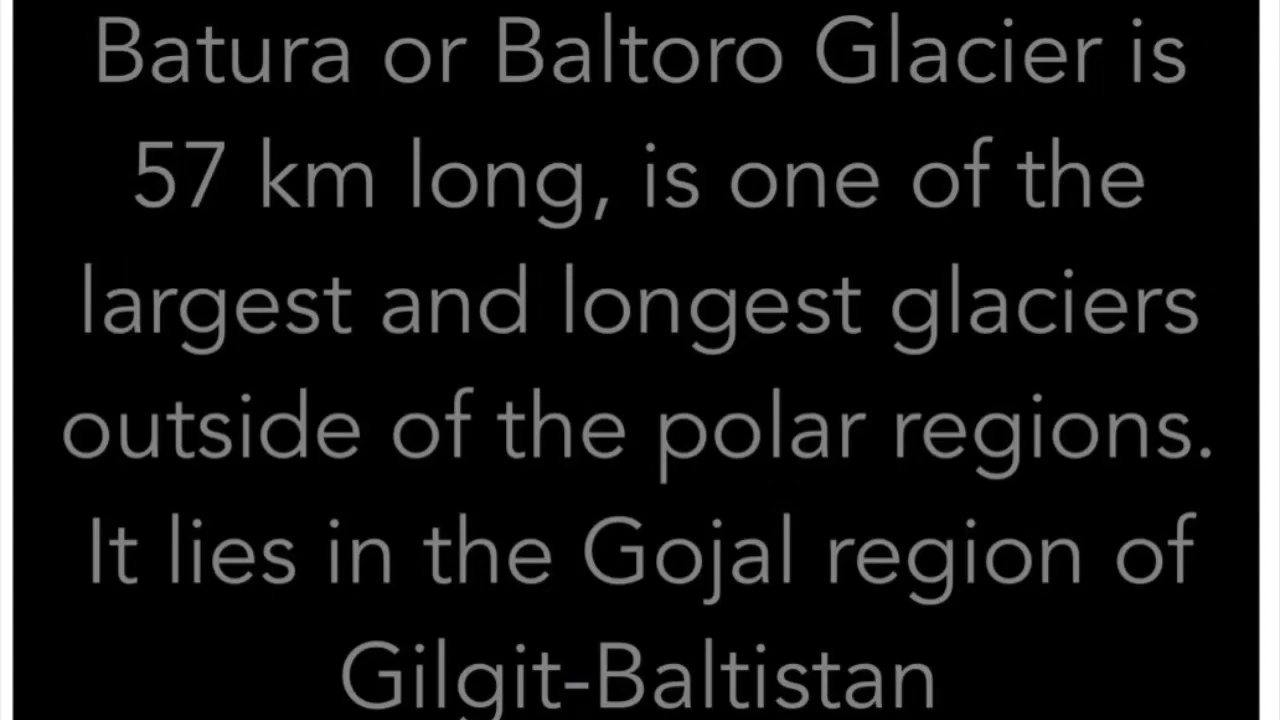 Batura or Baltoro Glacier is
57 km long, is one of the
largest and longest glaciers
outside of the polar regions.
It lies in the Gojal region of
Gilgit-Baltistan